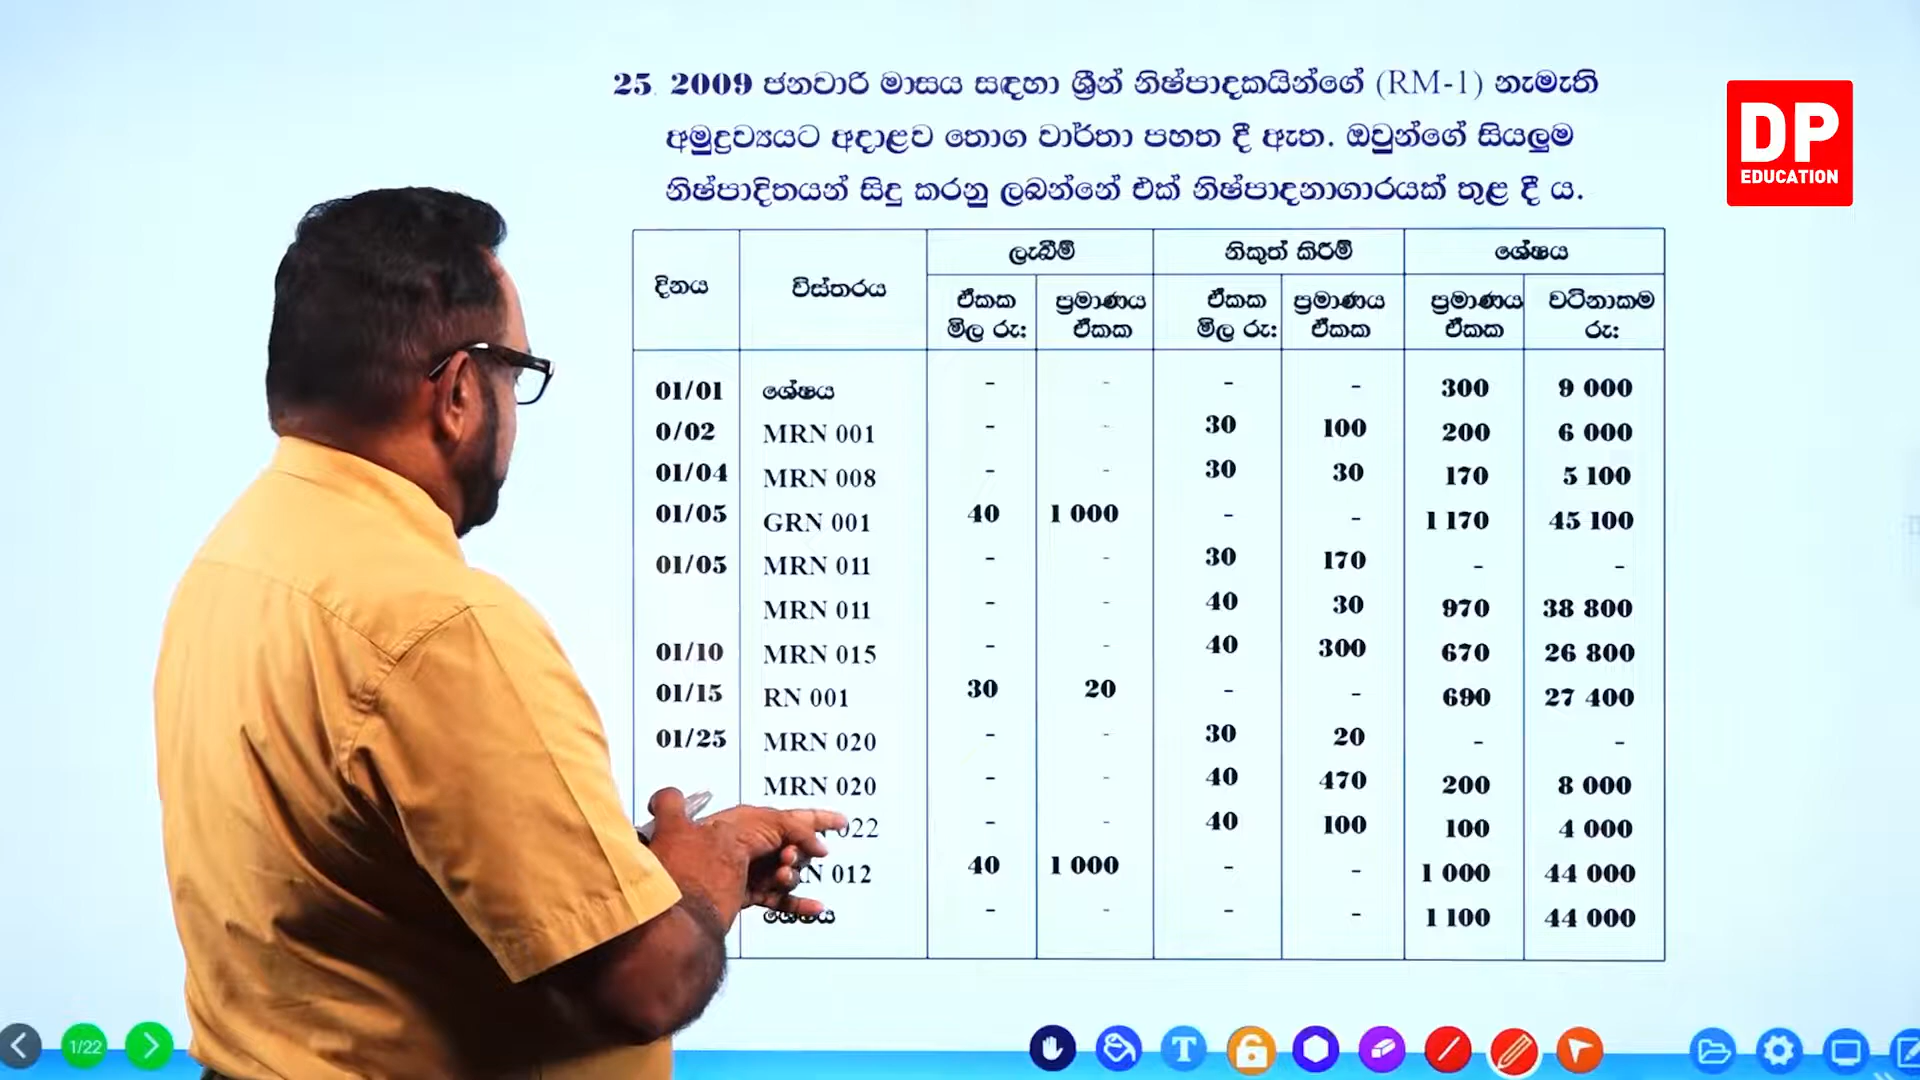 25. 2009 ජනවාරි මාසය සඳහා ශ්‍රීන් නිෂ්පාදකයින්ගේ (RM-1) නැමැති
අමුද්‍රව්‍යයට අදාළව තොග වාර්තා පහත දී ඇත. ඔවුන්ගේ සියලුම
නිෂ්පාදිතයන් සිදු කරනු ලබන්නේ එක් නිෂ්පාදනාගාරයක් තුළ දී ය.
DP
EDUCATION
දිනය විස්තරය ලැබීම් නිකුත් කිරීම් ශේෂය
ඒකක මිල රු: ප්‍රමාණය ඒකක ඒකක මිල රු: ප්‍රමාණය ඒකක ප්‍රමාණය ඒකක වටිනාකම රු:
01/01 ශේෂය - - - - 300 9 000
0/02 MRN 001 - - 30 100 200 6 000
01/04 MRN 008 - - 30 30 170 5 100
01/05 GRN 001 40 1 000 - - 1 170 45 100
01/05 MRN 011 - - 30 170 - -
MRN 011 - - 40 30 970 38 800
01/10 MRN 015 - - 40 300 670 26 800
01/15 RN 001 30 20 - - 690 27 400
01/25 MRN 020 - - 30 20 - -
MRN 020 - - 40 470 200 8 000
022 - - 40 100 100 4 000
N 012 40 1 000 - - 1 000 44 000
ශේෂය - - - - 1 100 44 000
1/22
T